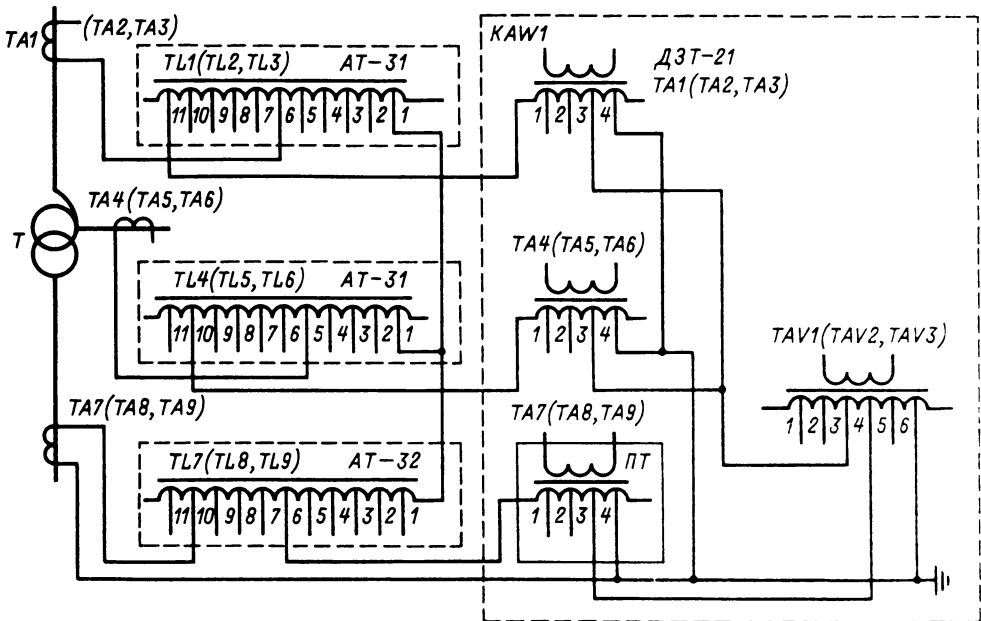 TA1
(TA2,TA3)
TL1(TL2,TL3) AT-31
11 10 9 8 7 6 5 4 3 2 1
KAW1
ДЗТ-21
TA1(TA2,TA3)
1 2 3 4
T
TA4(TA5,TA6)
TL4(TL5,TL6) AT-31
11 10 9 8 7 6 5 4 3 2 1
TA4(TA5,TA6)
1 2 3 4
TAV1(TAV2,TAV3)
1 2 3 4 5 6
TA7(TA8,TA9)
TL7(TL8,TL9) AT-32
11 10 9 8 7 6 5 4 3 2 1
TA7(TA8,TA9)
ПТ
1 2 3 4